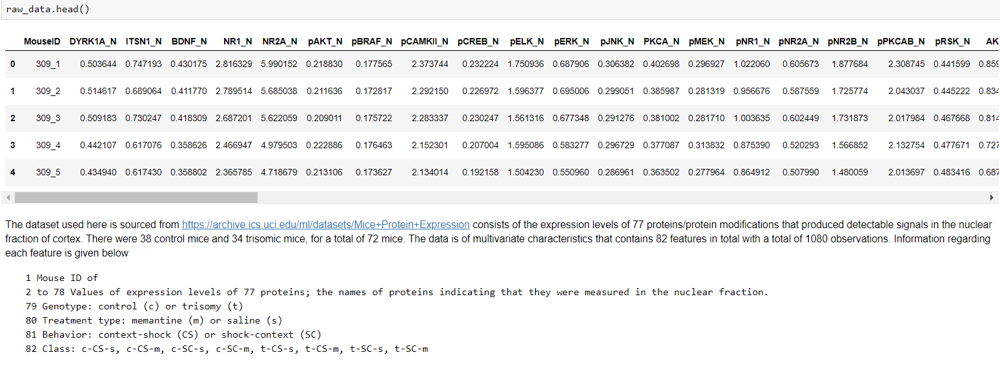 raw_data.head()
MouseID DYRK1A_N ITSN1_N BDNF_N NR1_N NR2A_N pAKT_N pBRAF_N pCAMKII_N pCREB_N pELK_N pERK_N pJNK_N PKCA_N pMEK_N pNR1_N pNR2A_N pNR2B_N pPKCAB_N pRSK_N AK
0 309_1 0.503644 0.747193 0.430175 2.816329 5.990152 0.218830 0.177565 2.373744 0.232224 1.750936 0.687906 0.306382 0.402698 0.296927 1.022060 0.605673 1.877684 2.308745 0.441599 0.859
1 309_2 0.514617 0.689064 0.411770 2.789514 5.685038 0.211636 0.172817 2.292150 0.226972 1.596377 0.695006 0.299051 0.385987 0.281319 0.956676 0.587559 1.725774 2.043037 0.445222 0.834
2 309_3 0.509183 0.730247 0.418309 2.687201 5.622059 0.209011 0.175722 2.283337 0.230247 1.561316 0.677348 0.291276 0.381002 0.281710 1.003635 0.602449 1.731873 2.017984 0.467668 0.814
3 309_4 0.442107 0.617076 0.358626 2.466947 4.979503 0.222886 0.176463 2.152301 0.207004 1.595086 0.583277 0.296729 0.377087 0.313832 0.875390 0.520293 1.566852 2.132754 0.477671 0.727
4 309_5 0.434940 0.617430 0.358802 2.365785 4.718679 0.213106 0.173627 2.134014 0.192158 1.504230 0.550960 0.286961 0.363502 0.277964 0.864912 0.507990 1.480059 2.013697 0.483416 0.687
The dataset used here is sourced from https://archive.ics.uci.edu/ml/datasets/Mice+Protein+Expression consists of the expression levels of 77 proteins/protein modifications that produced detectable signals in the nuclear
fraction of cortex. There were 38 control mice and 34 trisomic mice, for a total of 72 mice. The data is of multivariate characteristics that contains 82 features in total with a total of 1080 observations. Information regarding
each feature is given below
1 Mouse ID of
2 to 78 Values of expression levels of 77 proteins; the names of proteins indicating that they were measured in the nuclear fraction.
79 Genotype: control (c) or trisomy (t)
80 Treatment type: memantine (m) or saline (s)
81 Behavior: context-shock (CS) or shock-context (SC)
82 Class: c-CS-s, c-CS-m, c-SC-s, c-SC-m, t-CS-s, t-CS-m, t-SC-s, t-SC-m